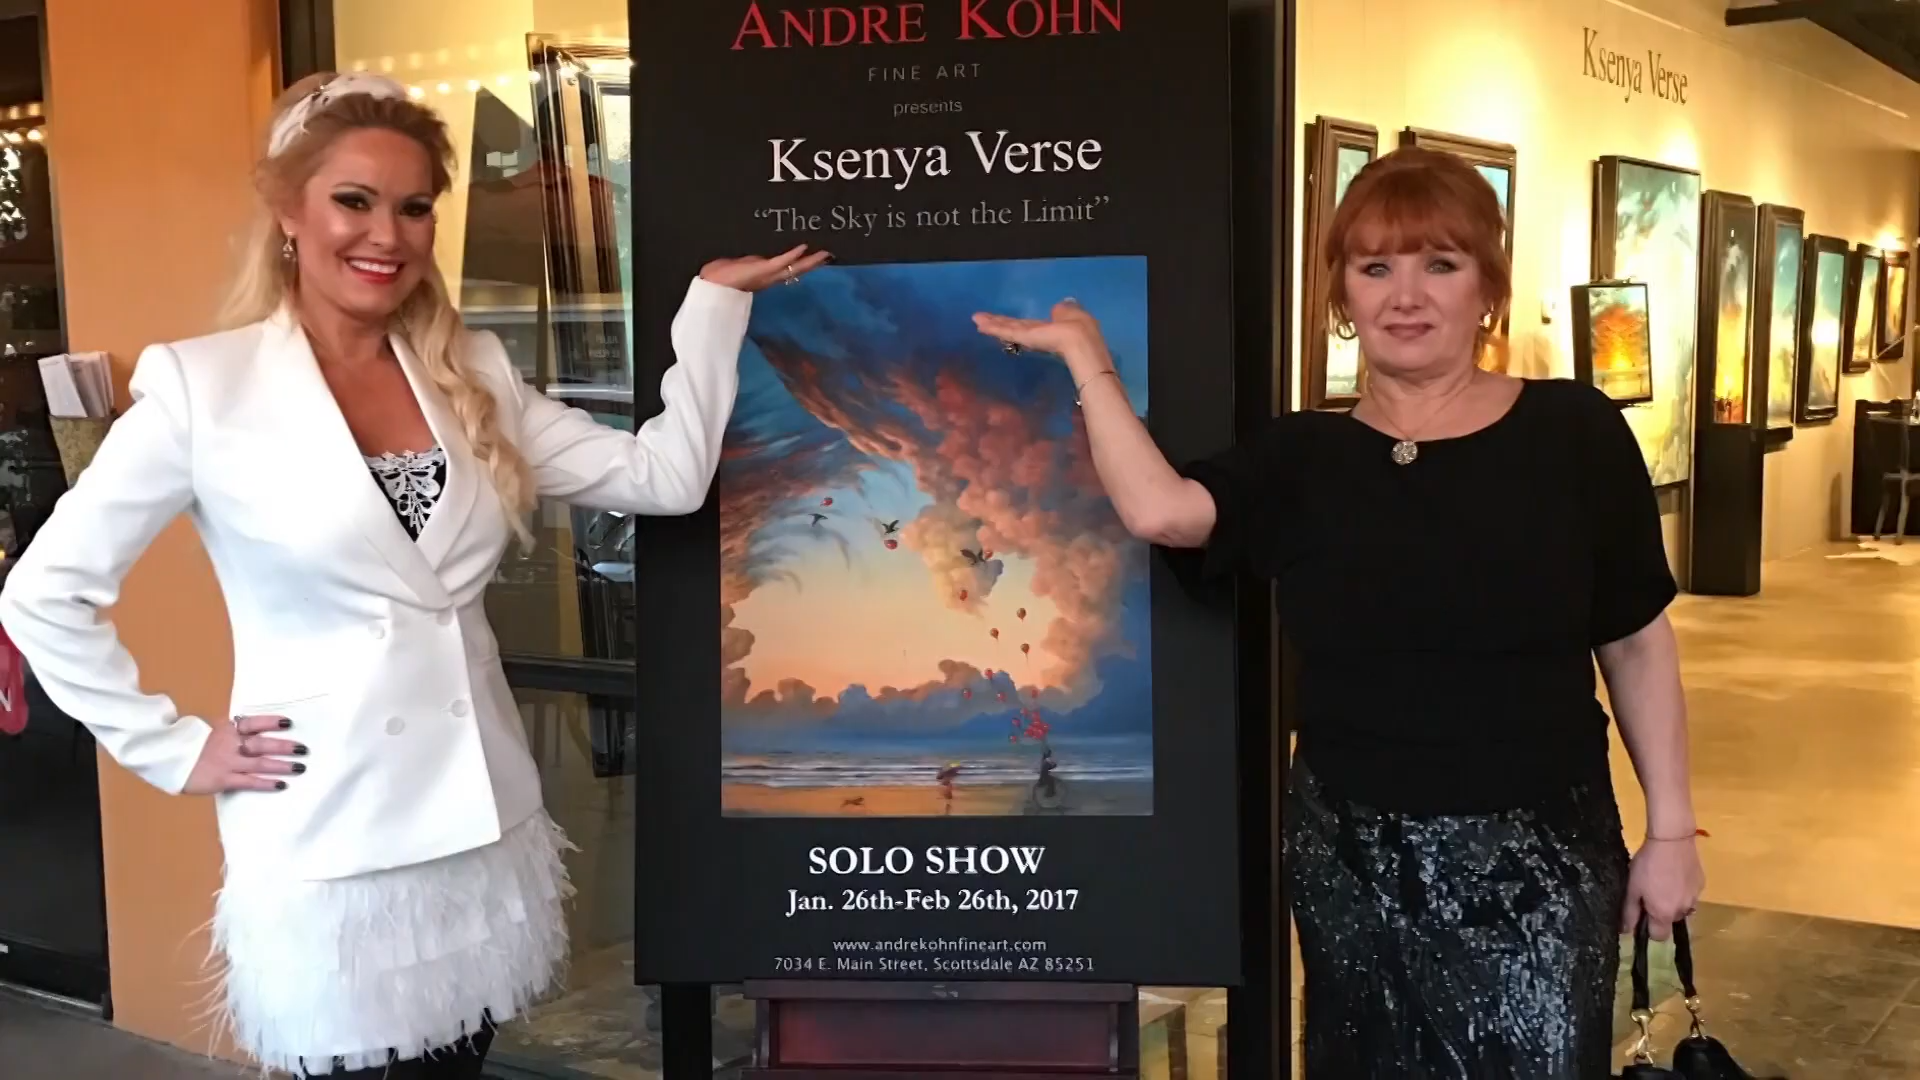 ANDRE KOHN
FINE ART
presents
Ksenya Verse
“The Sky is not the Limit”
SOLO SHOW
Jan. 26th-Feb 26th, 2017
www.andrekohnfineart.com
7034 E. Main Street, Scottsdale AZ 85251
Ksenya Verse
N